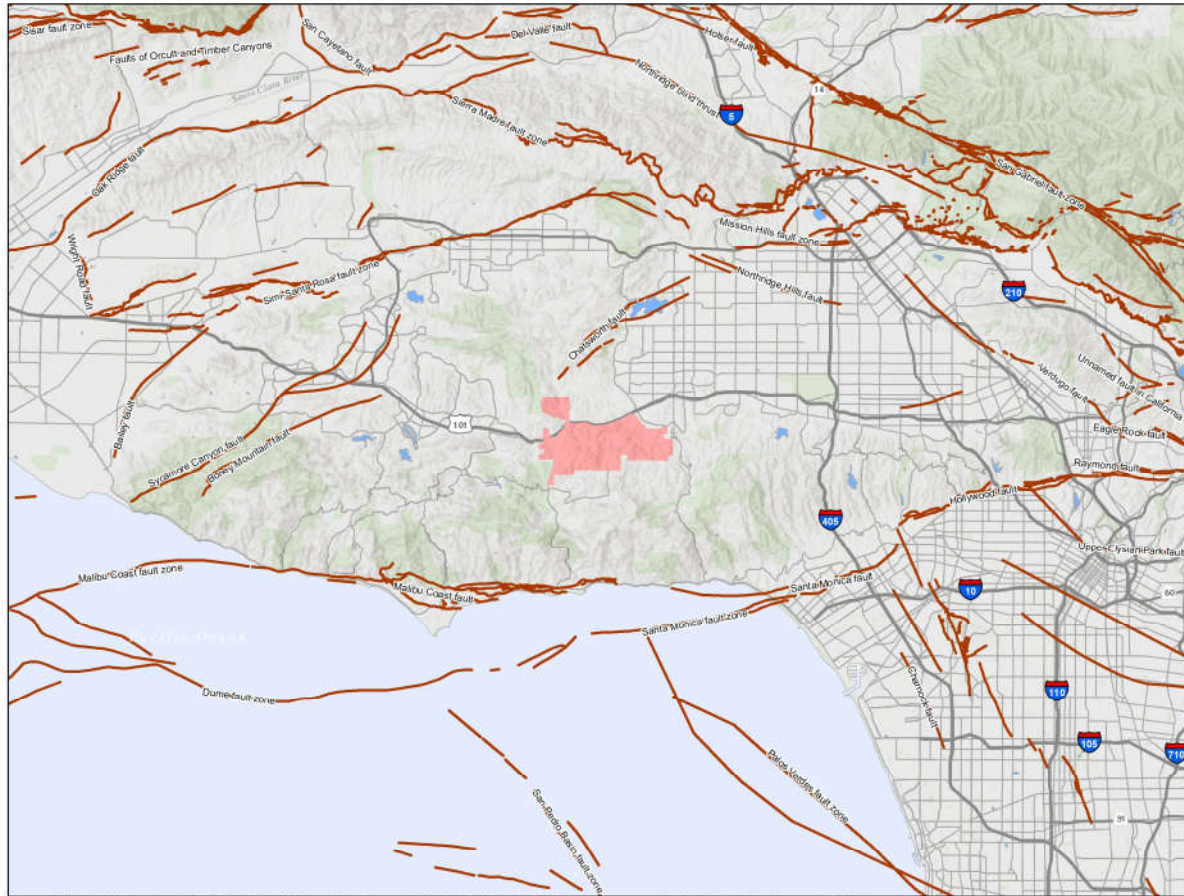 Sisar fault zone
Faults of Orcutt and Timber Canyons
San Cayetano fault
Del Valle fault
Holser fault
Santa Clara River
Northridge blind thrust
14
5
Sierra Madre fault zone
Oak Ridge fault
San Gabriel fault zone
Mission Hills fault zone
Wright Road fault
Simi-Santa Rosa fault zone
Northridge Hills fault
210
Chatsworth fault
Verdugo fault
Unnamed fault in California
101
Bailey fault
Eagle Rock fault
Sycamore Canyon fault
Boney Mountain fault
Raymond fault
Hollywood fault
405
Upper Elysian Park fault
Malibu Coast fault zone
Malibu Coast fault
Santa Monica fault
10
60
Santa Monica fault zone
Pacific Ocean
Dume fault zone
Charnock fault
110
105
710
Palos Verdes fault zone
San Pedro Basin fault zone
91